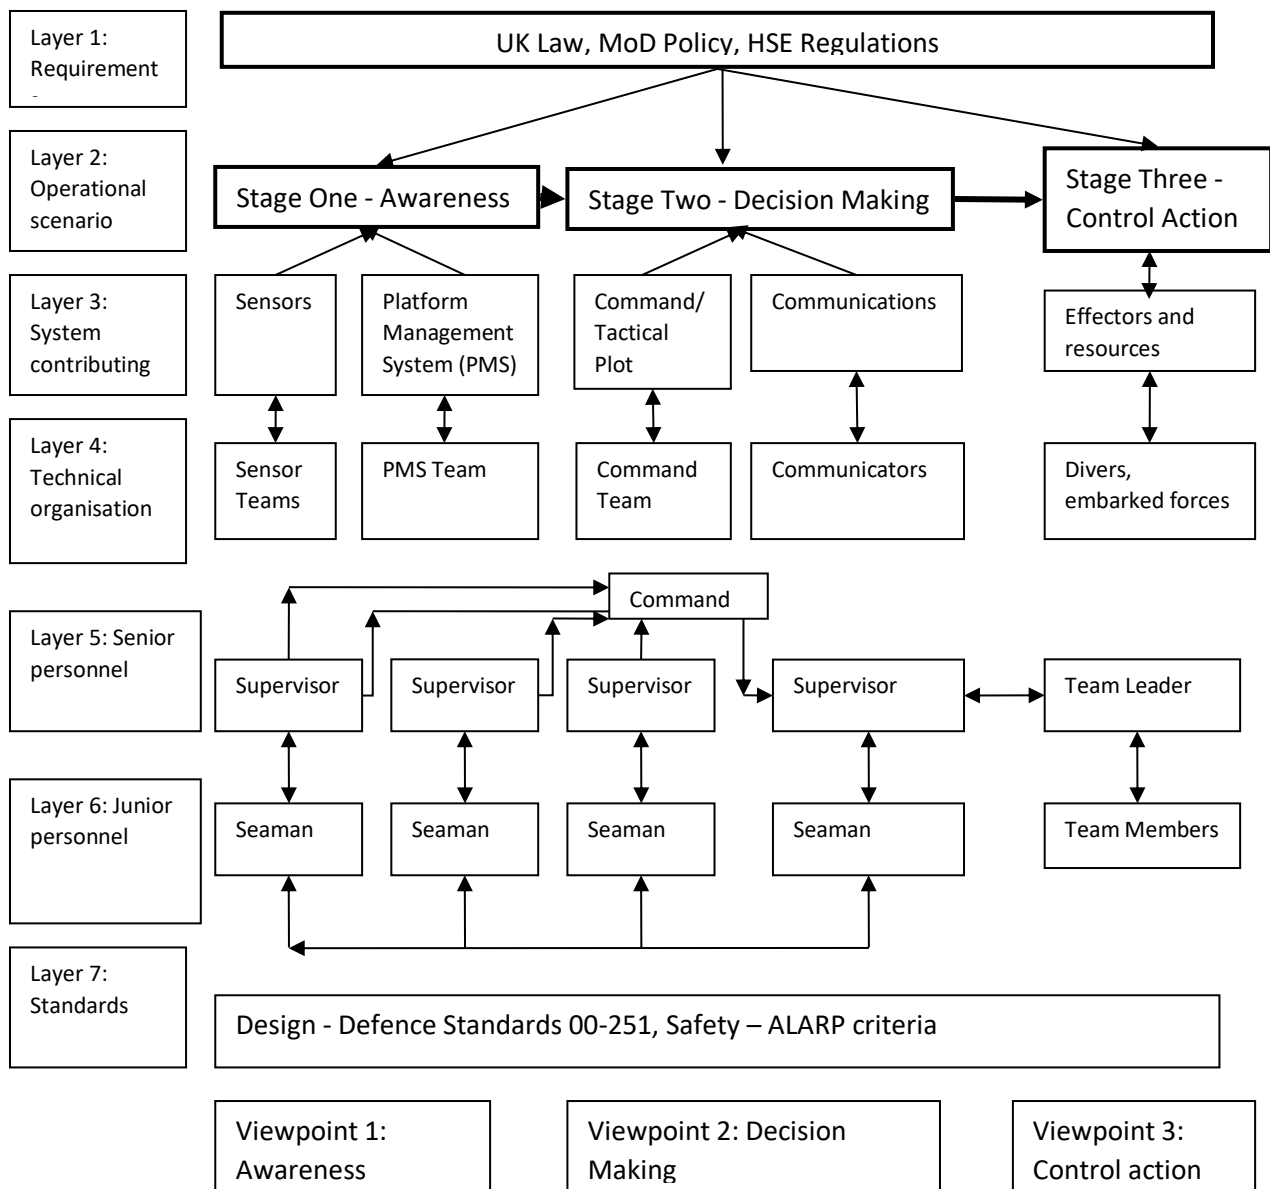 Layer 1:
Requirement
UK Law, MoD Policy, HSE Regulations
Layer 2:
Operational
scenario
Stage One - Awareness
Stage Two - Decision Making
Stage Three -
Control Action
Layer 3:
System
contributing
Sensors
Platform
Management
System (PMS)
Command/
Tactical
Plot
Communications
Effectors and
resources
Layer 4:
Technical
organisation
Sensor
Teams
PMS Team
Command
Team
Communicators
Divers,
embarked forces
Command
Layer 5: Senior
personnel
Supervisor
Supervisor
Supervisor
Supervisor
Team Leader
Layer 6: Junior
personnel
Seaman
Seaman
Seaman
Seaman
Team Members
Layer 7:
Standards
Design - Defence Standards 00-251, Safety – ALARP criteria
Viewpoint 1:
Awareness
Viewpoint 2: Decision
Making
Viewpoint 3:
Control action